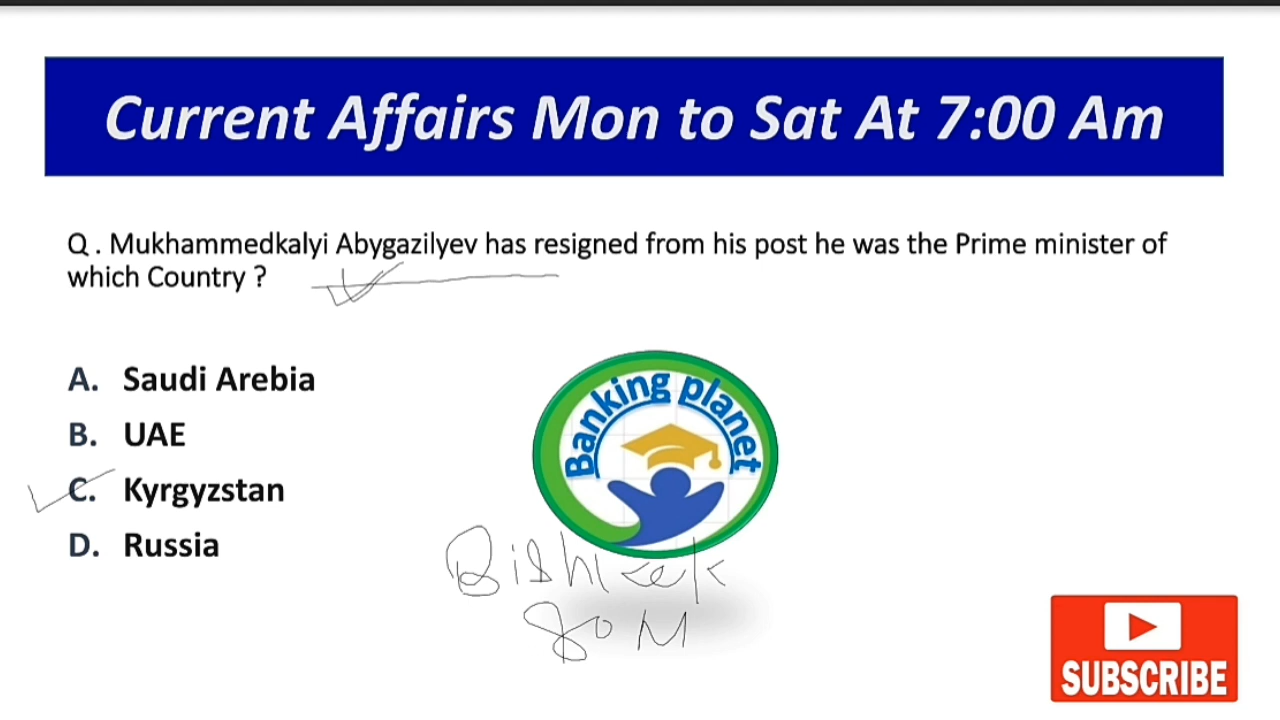 Current Affairs Mon to Sat At 7:00 Am
Q . Mukhammedkalyi Abygazilyev has resigned from his post he was the Prime minister of
which Country ?
A. Saudi Arebia
B. UAE
C. Kyrgyzstan
D. Russia
Banking planet
Bishkek
SOM
SUBSCRIBE